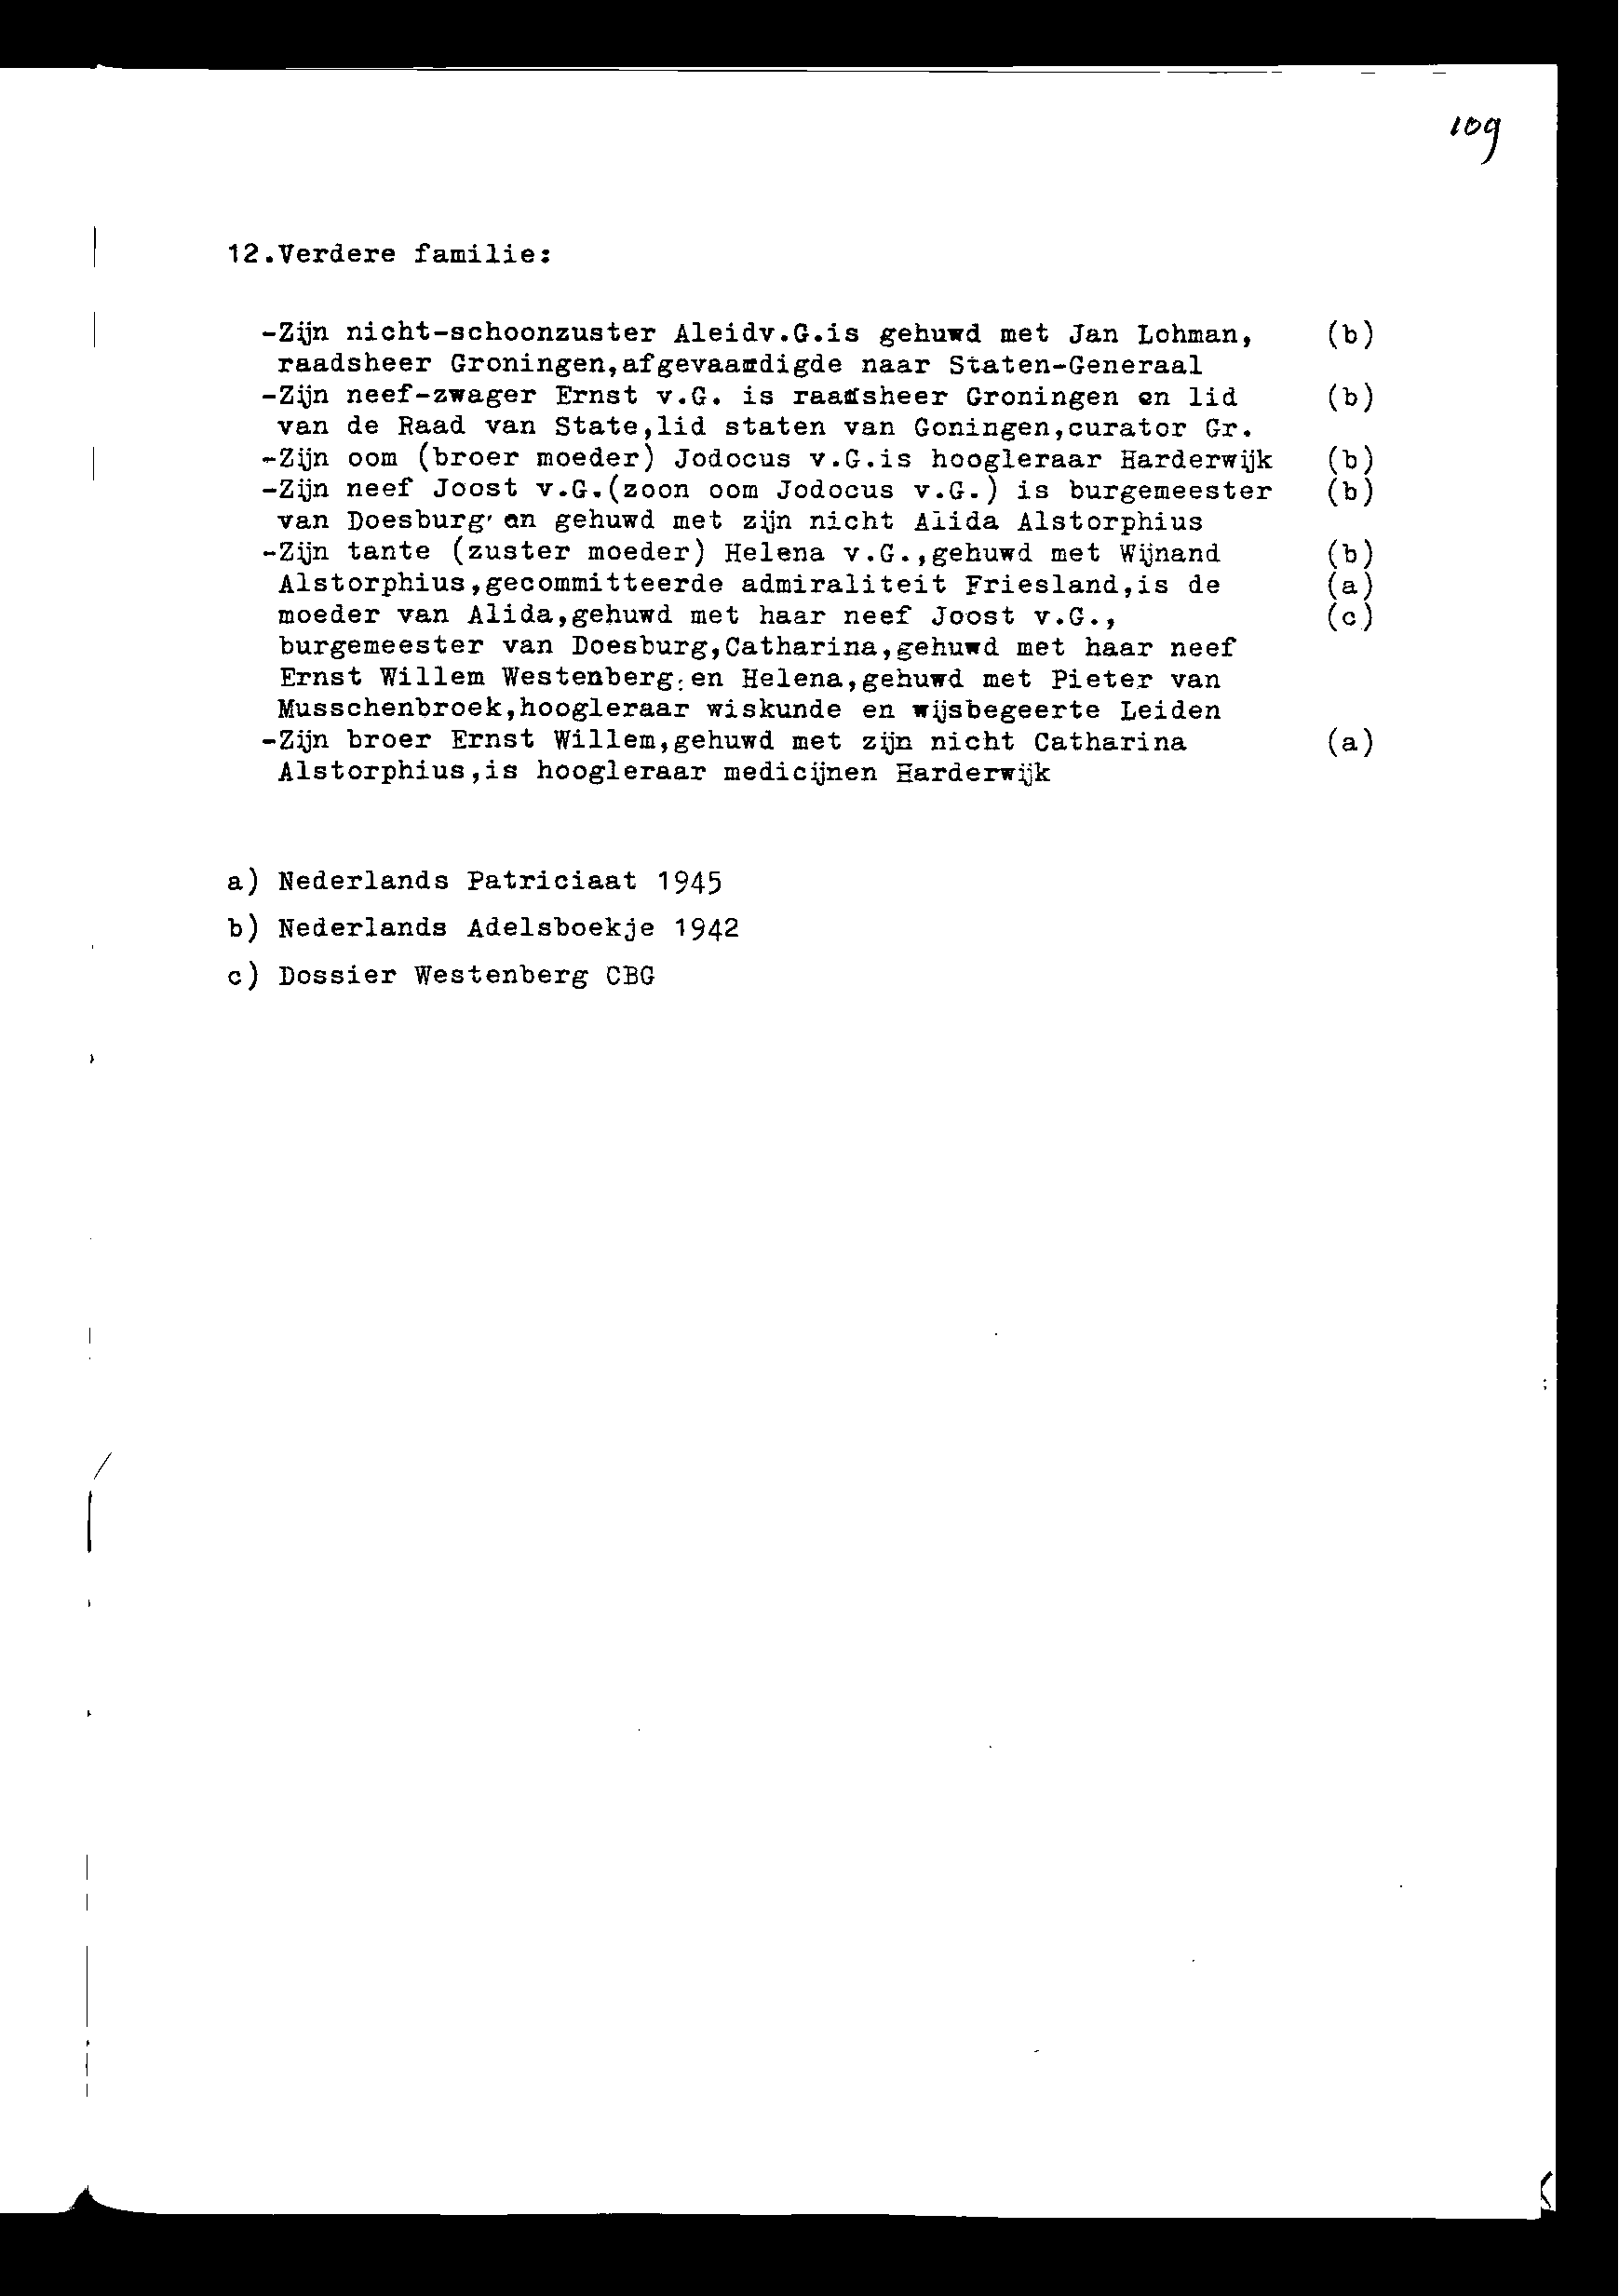 109
12.Verdere familie:
-Zijn nicht-schoonzuster Aleidv.G.is gehuwd met Jan Lohman, (b)
raadsheer Groningen,afgevaardigde naar Staten-Generaal
-Zijn neef-zwager Ernst v.G. is raadsheer Groningen en lid (b)
van de Raad van State,lid staten van Goningen,curator Gr.
-Zijn oom (broer moeder) Jodocus v.G.is hoogleraar Harderwijk (b)
-Zijn neef Joost v.G.(zoon oom Jodocus v.G.) is burgemeester (b)
van Doesburg en gehuwd met zijn nicht Alida Alstorphius
-Zijn tante (zuster moeder) Helena v.G.,gehuwd met Wijnand (b)
Alstorphius,gecommitteerde admiraliteit Friesland,is de (a)
moeder van Alida,gehuwd met haar neef Joost v.G., (c)
burgemeester van Doesburg,Catharina,gehuwd met haar neef
Ernst Willem Westenberg;en Helena,gehuwd met Pieter van
Musschenbroek,hoogleraar wiskunde en wijsbegeerte Leiden
-Zijn broer Ernst Willem,gehuwd met zijn nicht Catharina (a)
Alstorphius,is hoogleraar medicijnen Harderwijk
a) Nederlands Patriciaat 1945
b) Nederlands Adelsboekje 1942
c) Dossier Westenberg CBG